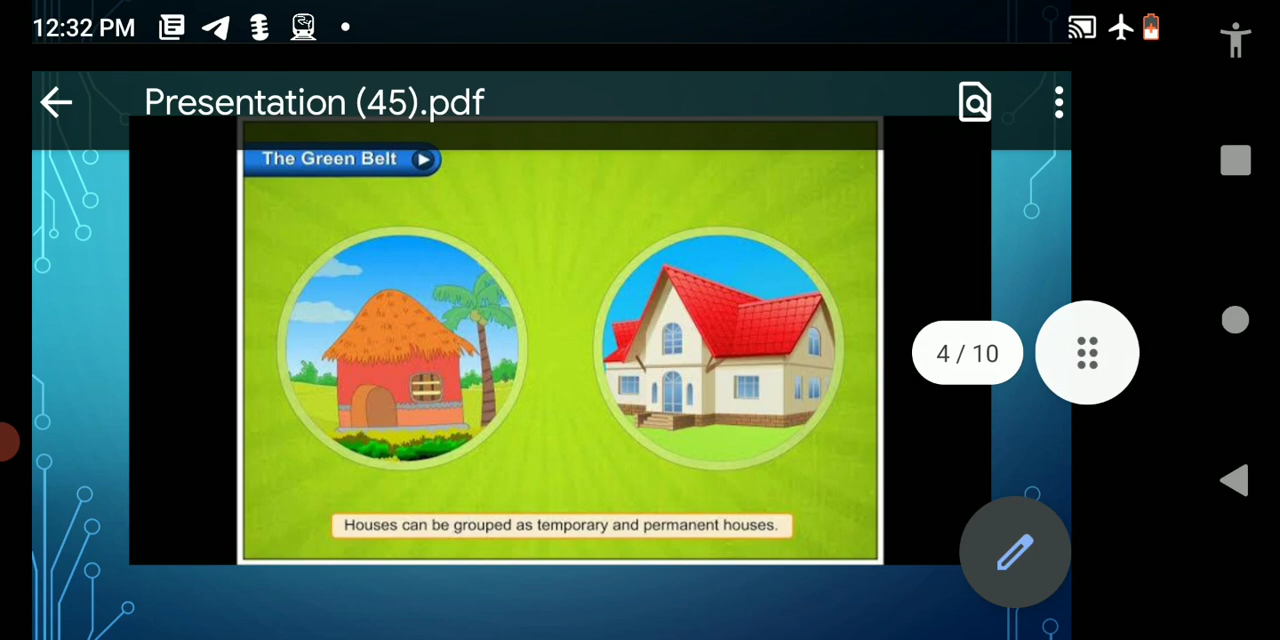 12:32 PM
Presentation (45).pdf
The Green Belt
4 / 10
Houses can be grouped as temporary and permanent houses.